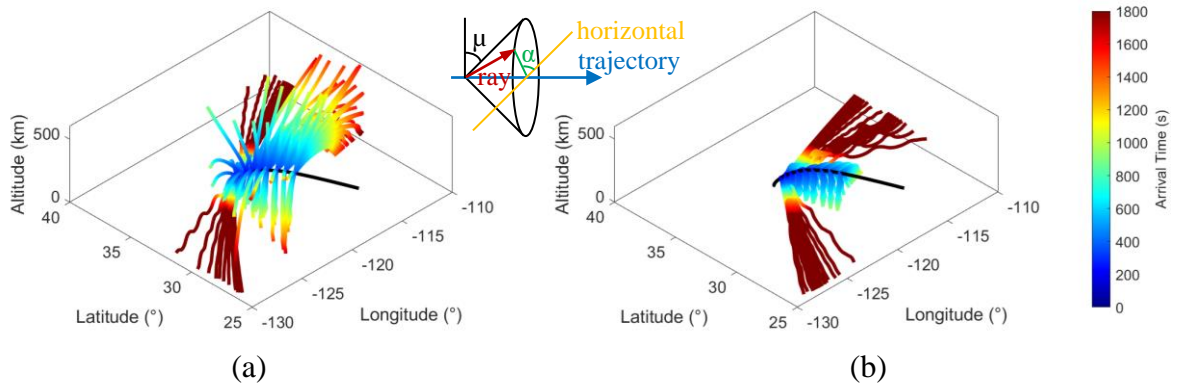 Altitude (km)
500
0
40
35
30
25
-130
-125
-120
-115
-110
Latitude (°)
Longitude (°)
(a)
μ
ray
α
horizontal
trajectory
Altitude (km)
500
0
40
35
30
25
-130
-125
-120
-115
-110
Latitude (°)
Longitude (°)
(b)
1800
1600
1400
1200
1000
800
600
400
200
0
Arrival Time (s)